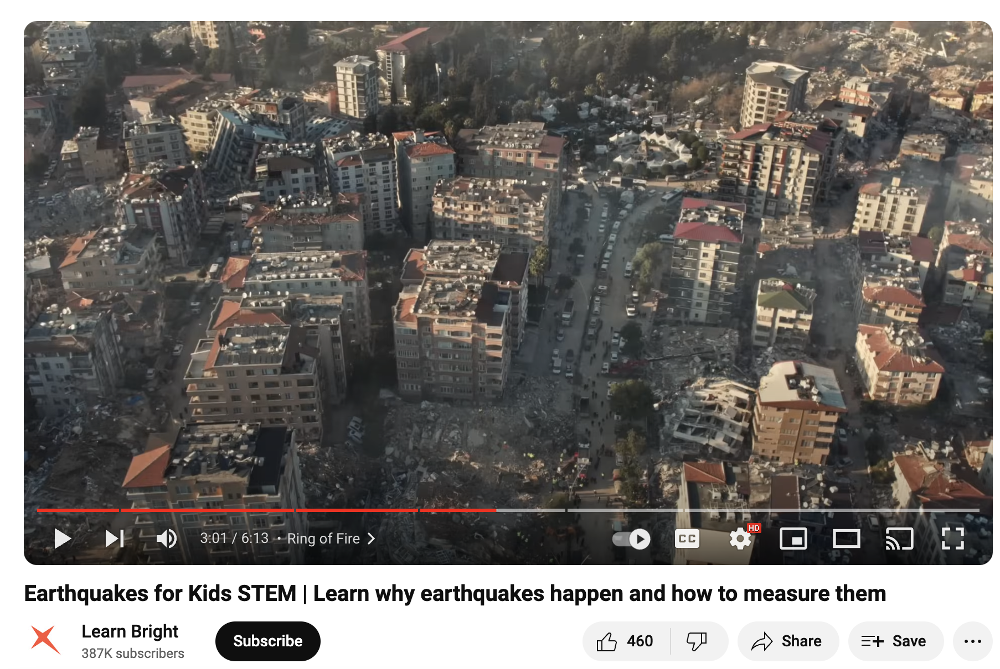 3:01 / 6:13 • Ring of Fire
CC
HD
Earthquakes for Kids STEM | Learn why earthquakes happen and how to measure them
Learn Bright
387K subscribers
Subscribe
460
Share
Save